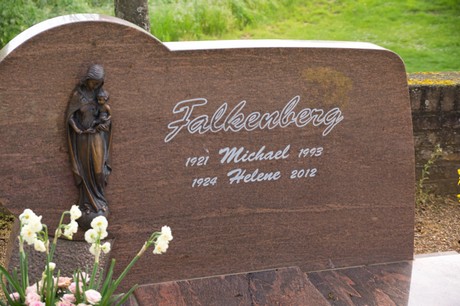 Falkenberg
1921 Michael 1993
1924 Helene 2012